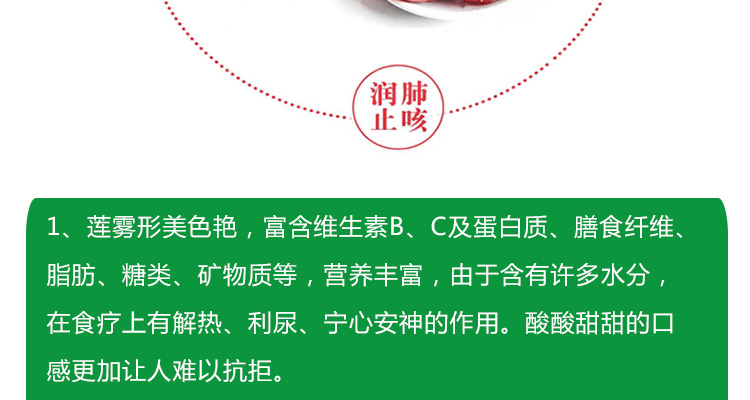 润肺
止咳
1、莲雾形美色艳，富含维生素B、C及蛋白质、膳食纤维、
脂肪、糖类、矿物质等，营养丰富，由于含有许多水分，
在食疗上有解热、利尿、宁心安神的作用。酸酸甜甜的口
感更加让人难以抗拒。